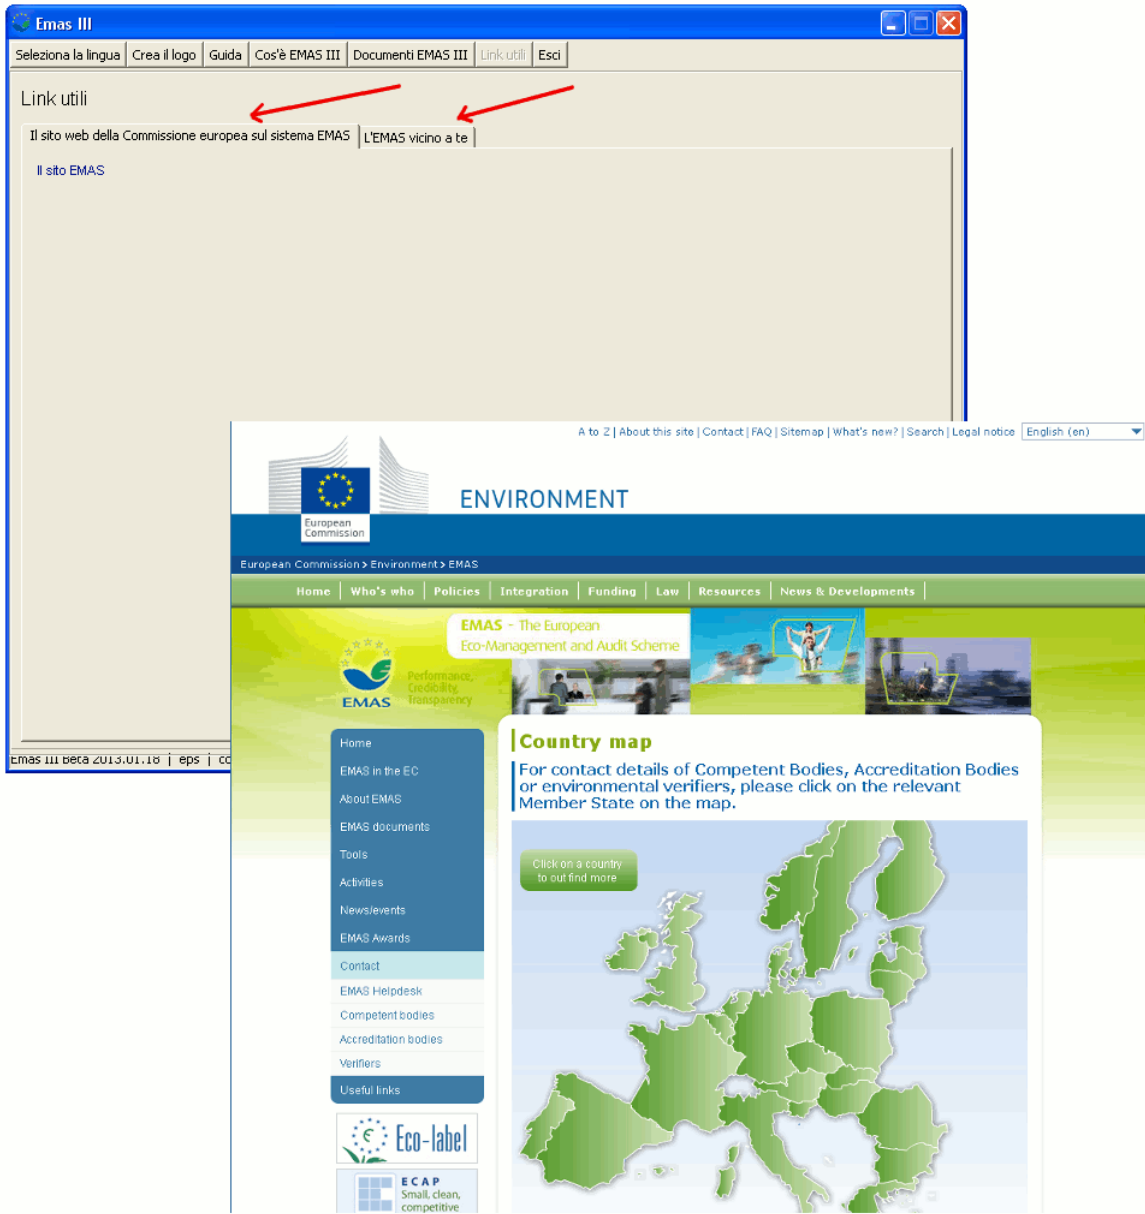 Emas III
Seleziona la lingua Crea il logo Guida Cos'è EMAS III Documenti EMAS III Link utili Esci
Link utili
Il sito web della Commissione europea sul sistema EMAS L'EMAS vicino a te
Il sito EMAS
Emas III Beta 2013.01.18 | eps | co
A to Z | About this site | Contact | FAQ | Sitemap | What's new? | Search | Legal notice English (en)
ENVIRONMENT
European
Commission
European Commission > Environment > EMAS
Home Who's who Policies Integration Funding Law Resources News & Developments
EMAS - The European
Eco-Management and Audit Scheme
Performance,
Credibility,
Transparency
EMAS
Home
EMAS in the EC
About EMAS
EMAS documents
Tools
Activities
News/events
EMAS Awards
Contact
EMAS Helpdesk
Competent bodies
Accreditation bodies
Verifiers
Useful links
Eco-label
ECAP
Small, clean,
competitive
Country map
For contact details of Competent Bodies, Accreditation Bodies
or environmental verifiers, please click on the relevant
Member State on the map.
Click on a country
to out find more